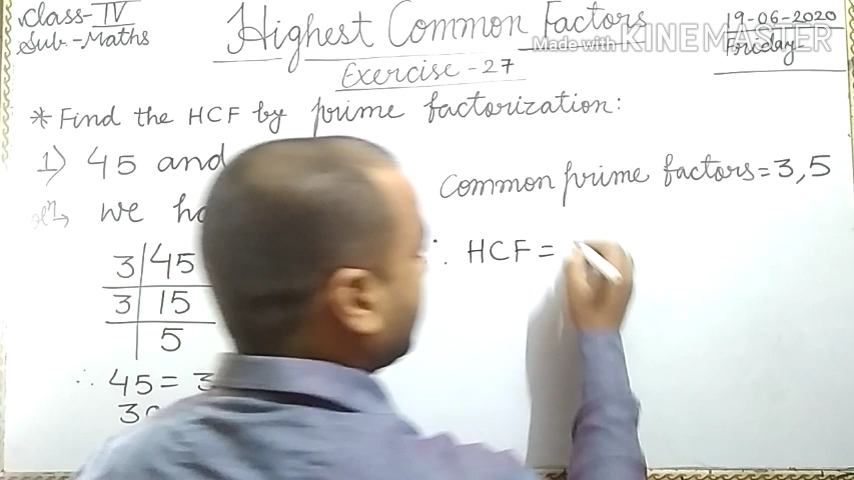 Class-IV
Sub.-Maths
Highest Common Factors
19-06-2020
Friday
Made with KINEMASTER
Exercise-27
* Find the HCF by prime factorization:
1) 45 and
Common prime factors = 3, 5
we
∴ HCF =
3 | 45
3 | 15
5
∴ 45 = 3